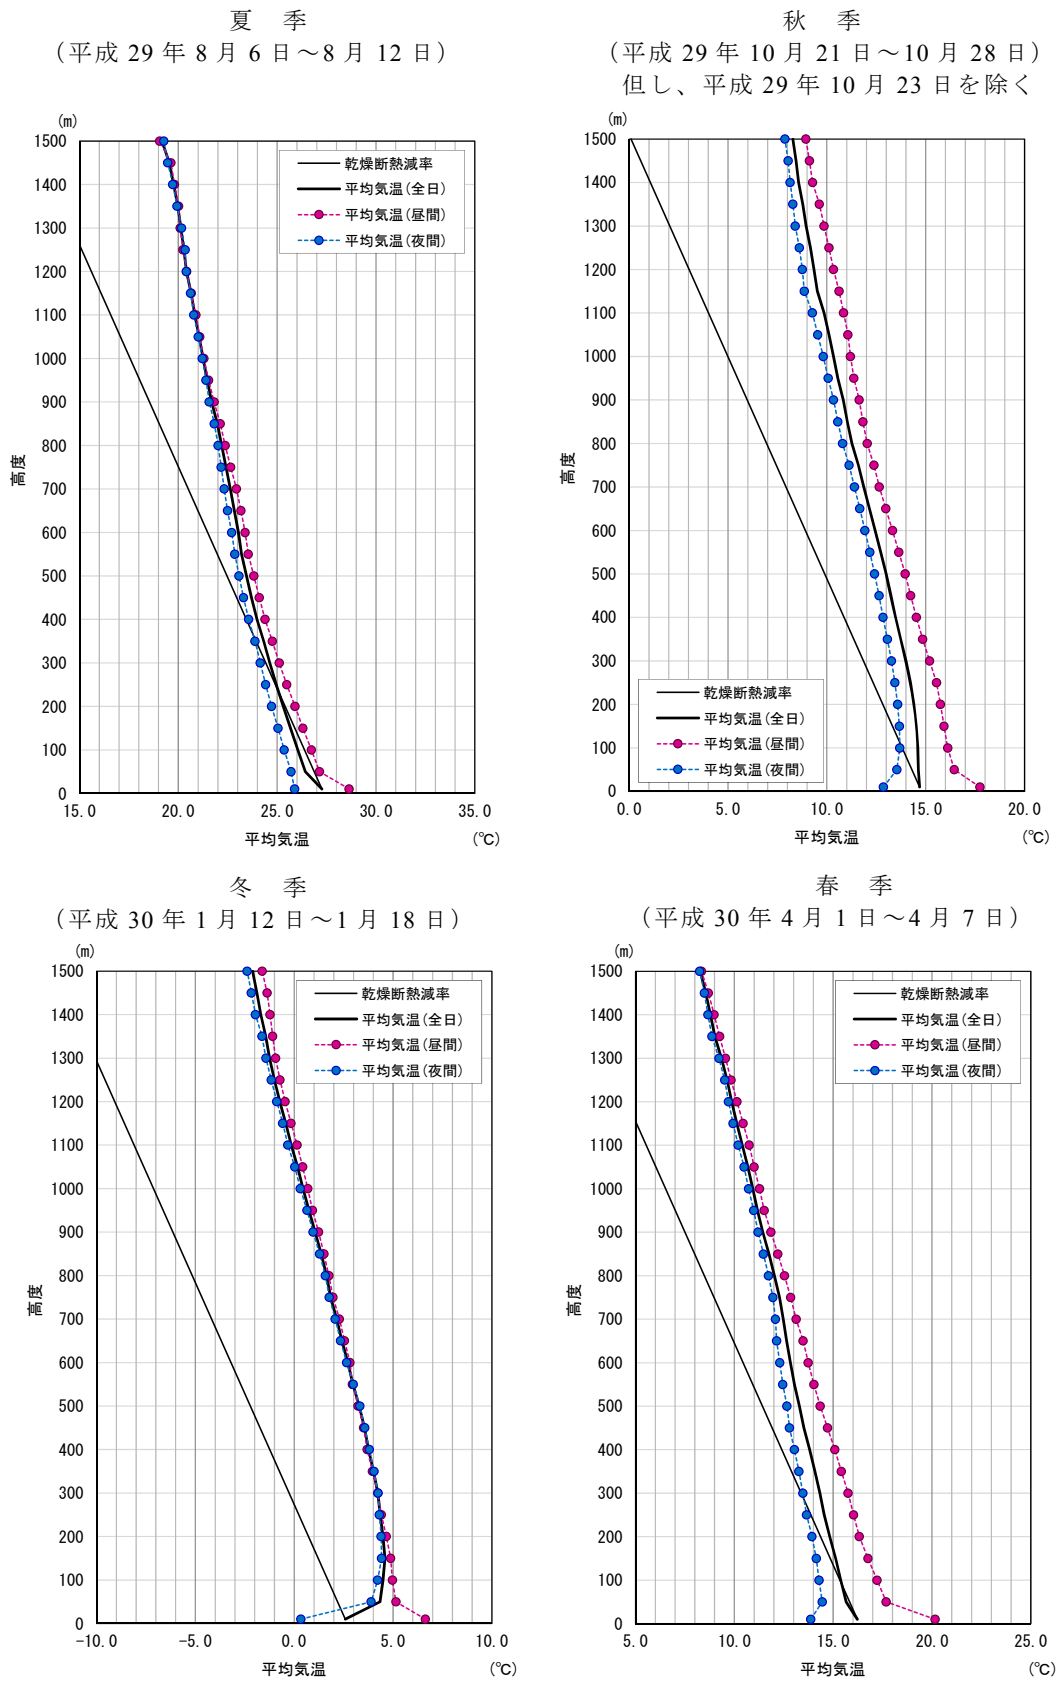 夏　季
（平成 29 年 8 月 6 日～8 月 12 日）
(m)
1500
1400
1300
1200
1100
1000
900
800
700
600
500
400
300
200
100
0
高度
乾燥断熱減率
平均気温(全日)
平均気温(昼間)
平均気温(夜間)
15.0 20.0 25.0 30.0 35.0
平均気温 (℃)
秋　季
（平成 29 年 10 月 21 日～10 月 28 日）
但し、平成 29 年 10 月 23 日を除く
(m)
1500
1400
1300
1200
1100
1000
900
800
700
600
500
400
300
200
100
0
高度
乾燥断熱減率
平均気温(全日)
平均気温(昼間)
平均気温(夜間)
0.0 5.0 10.0 15.0 20.0
平均気温 (℃)
冬　季
（平成 30 年 1 月 12 日～1 月 18 日）
(m)
1500
1400
1300
1200
1100
1000
900
800
700
600
500
400
300
200
100
0
高度
乾燥断熱減率
平均気温(全日)
平均気温(昼間)
平均気温(夜間)
-10.0 -5.0 0.0 5.0 10.0
平均気温 (℃)
春　季
（平成 30 年 4 月 1 日～4 月 7 日）
(m)
1500
1400
1300
1200
1100
1000
900
800
700
600
500
400
300
200
100
0
高度
乾燥断熱減率
平均気温(全日)
平均気温(昼間)
平均気温(夜間)
5.0 10.0 15.0 20.0 25.0
平均気温 (℃)